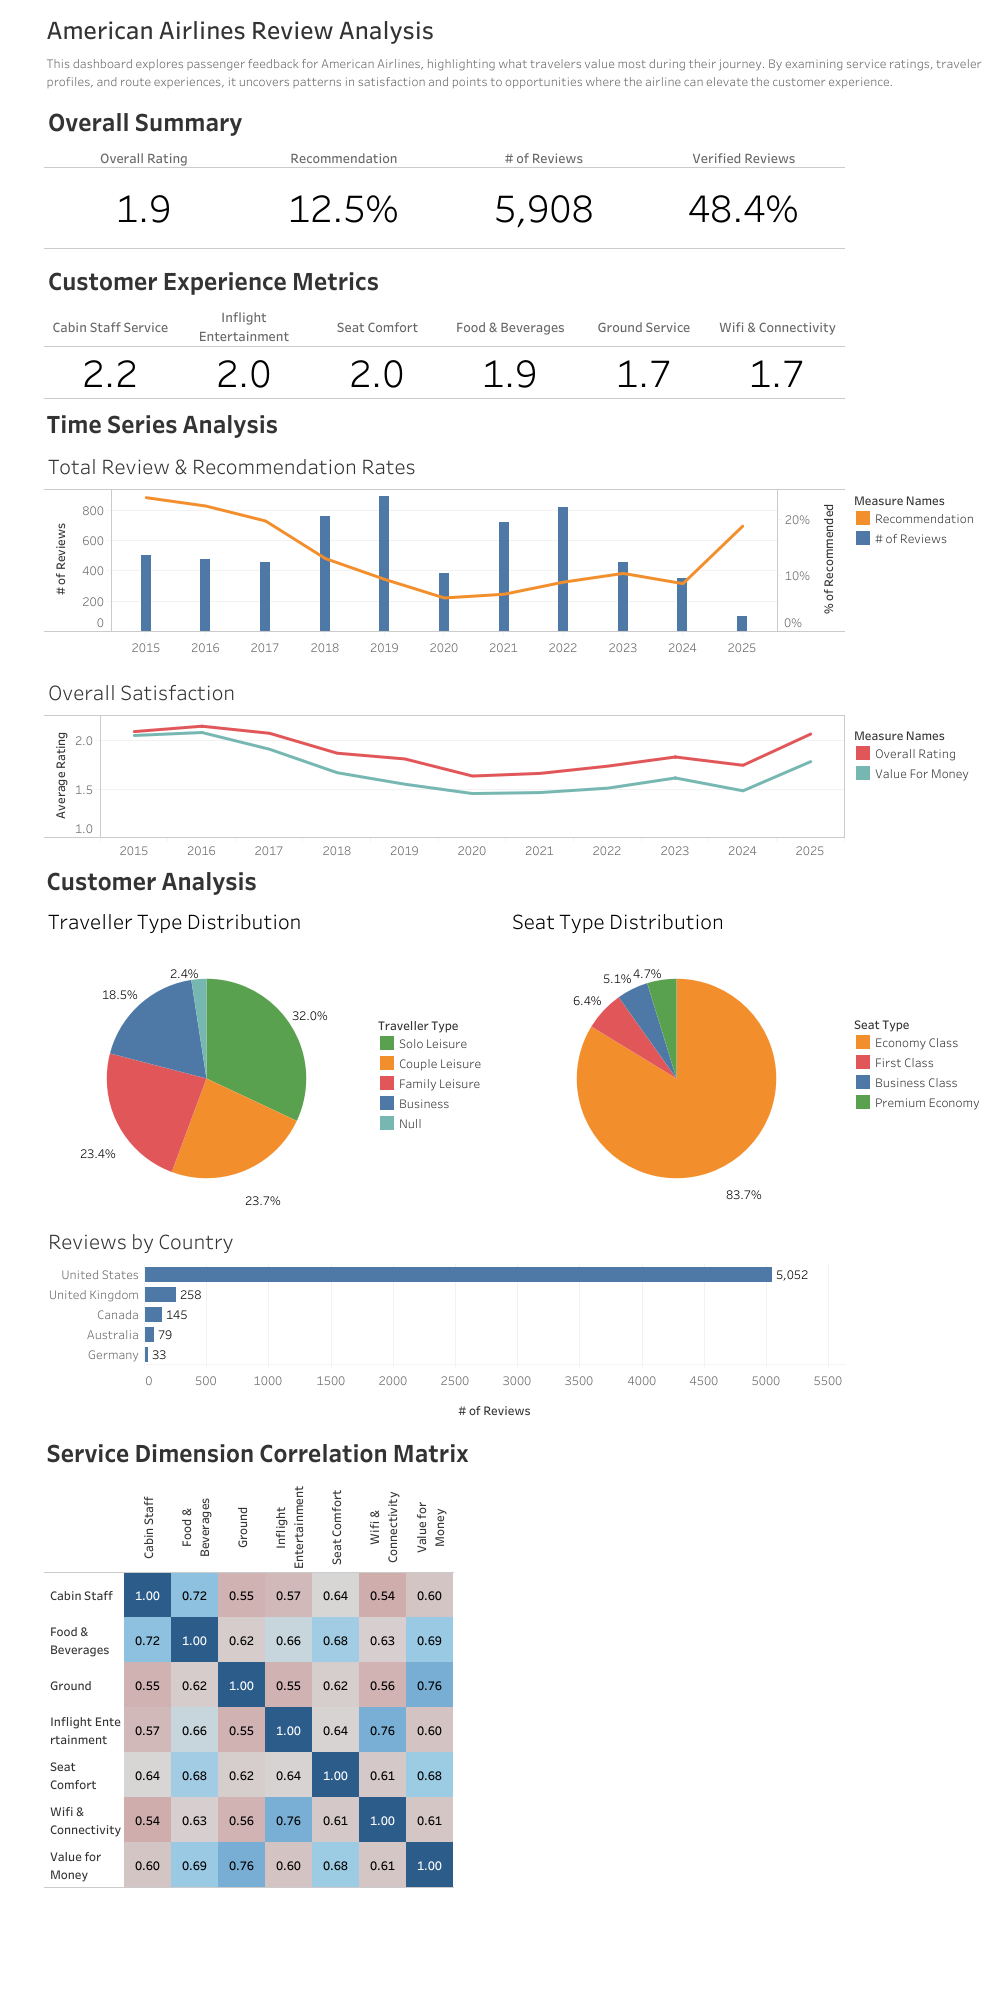 American Airlines Review Analysis
This dashboard explores passenger feedback for American Airlines, highlighting what travelers value most during their journey. By examining service ratings, traveler
profiles, and route experiences, it uncovers patterns in satisfaction and points to opportunities where the airline can elevate the customer experience.
Overall Summary
Overall Rating Recommendation # of Reviews Verified Reviews
1.9 12.5% 5,908 48.4%
Customer Experience Metrics
Cabin Staff Service
Inflight
Entertainment
Seat Comfort Food & Beverages Ground Service Wifi & Connectivity
2.2 2.0 2.0 1.9 1.7 1.7
Time Series Analysis
Total Review & Recommendation Rates
# of Reviews
800
600
400
200
0
20%
10%
0%
% of Recommended
2015 2016 2017 2018 2019 2020 2021 2022 2023 2024 2025
Measure Names
Recommendation
# of Reviews
Overall Satisfaction
Average Rating
2.0
1.5
1.0
2015 2016 2017 2018 2019 2020 2021 2022 2023 2024 2025
Measure Names
Overall Rating
Value For Money
Customer Analysis
Traveller Type Distribution
2.4%
18.5%
32.0%
23.4%
23.7%
Traveller Type
Solo Leisure
Couple Leisure
Family Leisure
Business
Null
Seat Type Distribution
5.1% 4.7%
6.4%
83.7%
Seat Type
Economy Class
First Class
Business Class
Premium Economy
Reviews by Country
United States 5,052
United Kingdom 258
Canada 145
Australia 79
Germany 33
0 500 1000 1500 2000 2500 3000 3500 4000 4500 5000 5500
# of Reviews
Service Dimension Correlation Matrix
Cabin Staff
Food &
Beverages
Ground
Inflight
Entertainment
Seat Comfort
Wifi &
Connectivity
Value for
Money
Cabin Staff 1.00 0.72 0.55 0.57 0.64 0.54 0.60
Food &
Beverages 0.72 1.00 0.62 0.66 0.68 0.63 0.69
Ground 0.55 0.62 1.00 0.55 0.62 0.56 0.76
Inflight Ente
rtainment 0.57 0.66 0.55 1.00 0.64 0.76 0.60
Seat
Comfort 0.64 0.68 0.62 0.64 1.00 0.61 0.68
Wifi &
Connectivity 0.54 0.63 0.56 0.76 0.61 1.00 0.61
Value for
Money 0.60 0.69 0.76 0.60 0.68 0.61 1.00